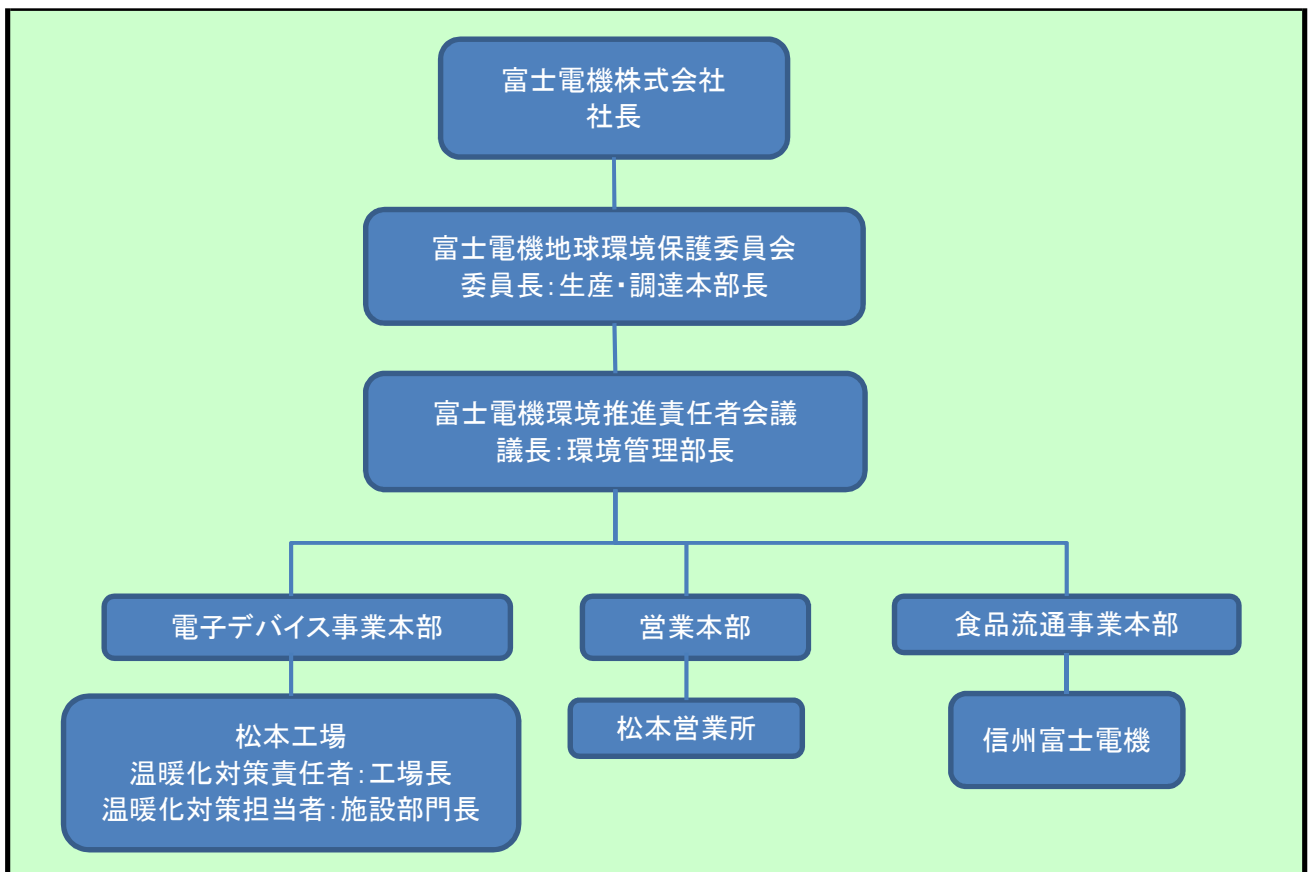 富士電機株式会社
社長
富士電機地球環境保護委員会
委員長：生産・調達本部長
富士電機環境推進責任者会議
議長：環境管理部長
電子デバイス事業本部
営業本部
食品流通事業本部
松本工場
温暖化対策責任者：工場長
温暖化対策担当者：施設部門長
松本営業所
信州富士電機